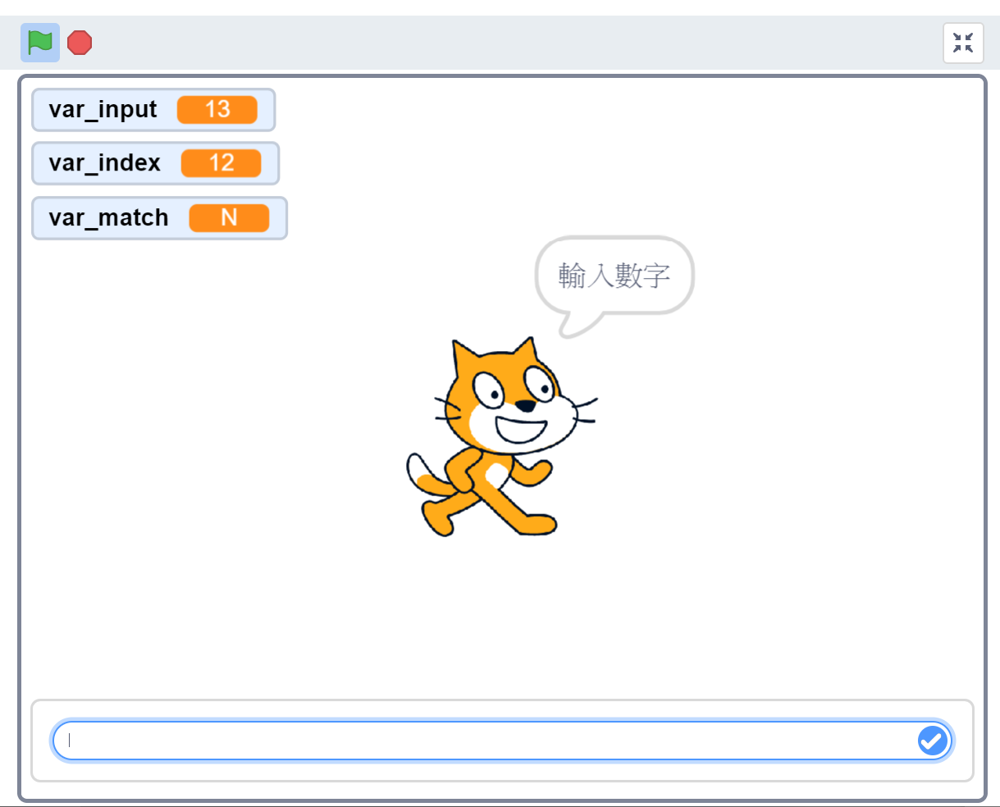 var_input 13
var_index 12
var_match N
輸入數字